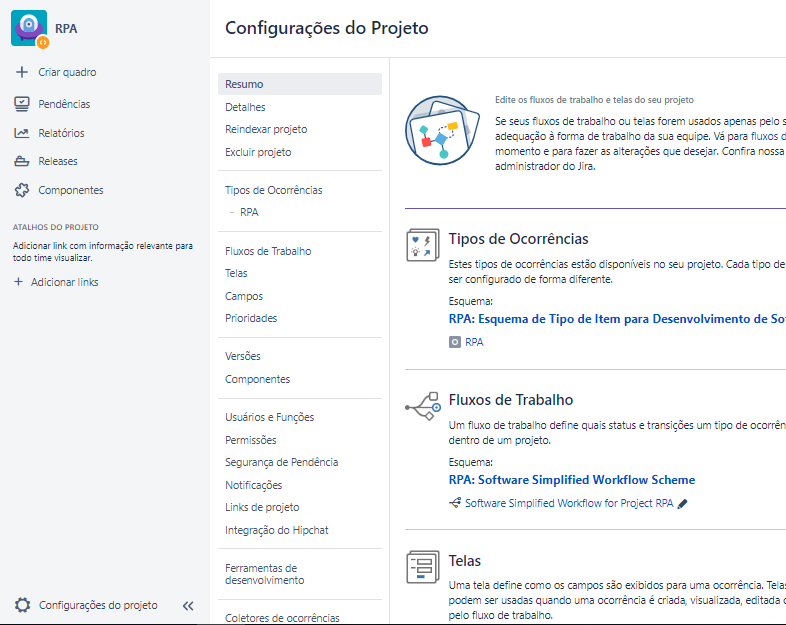 RPA
Criar quadro
Pendências
Relatórios
Releases
Componentes
ATALHOS DO PROJETO
Adicionar link com informação relevante para
todo time visualizar.
Adicionar links
Configurações do projeto
Configurações do Projeto
Resumo
Detalhes
Reindexar projeto
Excluir projeto
Tipos de Ocorrências
RPA
Fluxos de Trabalho
Telas
Campos
Prioridades
Versões
Componentes
Usuários e Funções
Permissões
Segurança de Pendência
Notificações
Links de projeto
Integração do Hipchat
Ferramentas de
desenvolvimento
Coletores de ocorrências
Edite os fluxos de trabalho e telas do seu projeto
Se seus fluxos de trabalho ou telas forem usados apenas pelo s
adequação à forma de trabalho da sua equipe. Vá para fluxos d
momento e para fazer as alterações que desejar. Confira nossa
administrador do Jira.
Tipos de Ocorrências
Estes tipos de ocorrências estão disponíveis no seu projeto. Cada tipo de
ser configurado de forma diferente.
Esquema:
RPA: Esquema de Tipo de Item para Desenvolvimento de So
RPA
Fluxos de Trabalho
Um fluxo de trabalho define quais status e transições um tipo de ocorrên
dentro de um projeto.
Esquema:
RPA: Software Simplified Workflow Scheme
Software Simplified Workflow for Project RPA
Telas
Uma tela define como os campos são exibidos para uma ocorrência. Telas
podem ser usadas quando uma ocorrência é criada, visualizada, editada o
pelo fluxo de trabalho.